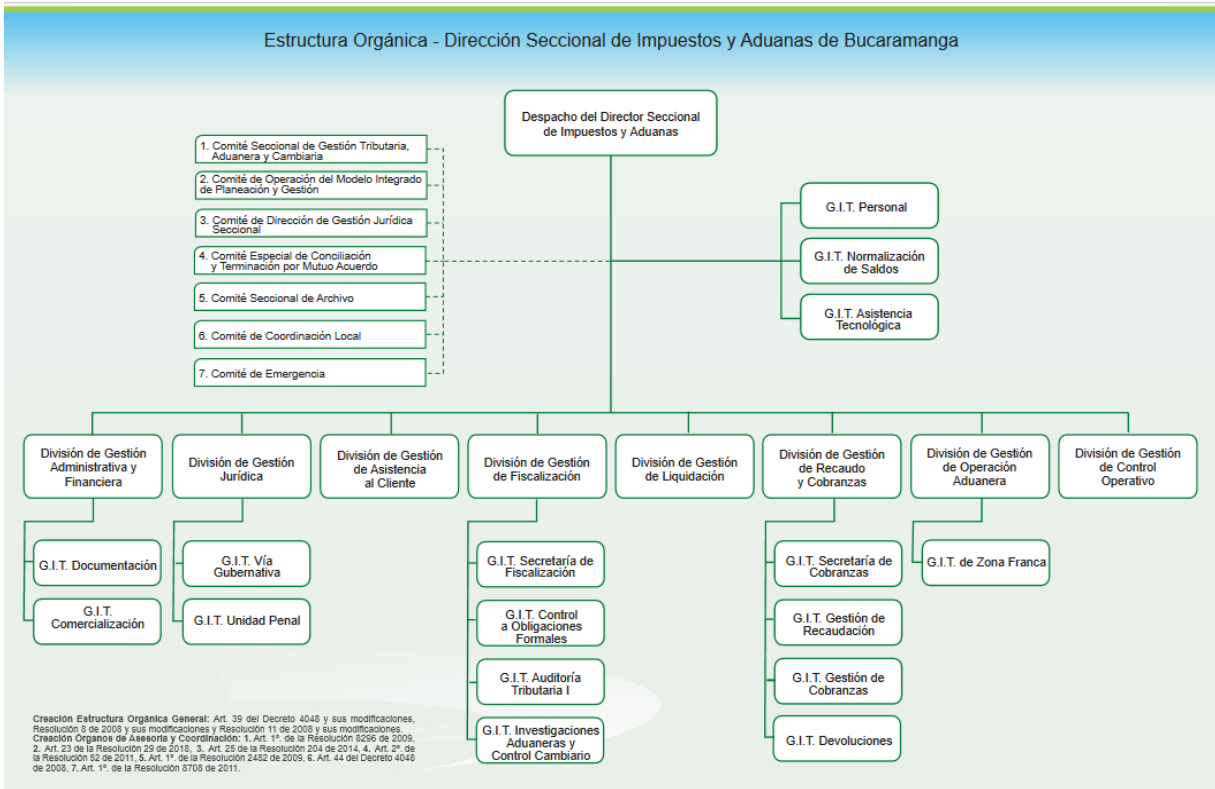 Estructura Orgánica - Dirección Seccional de Impuestos y Aduanas de Bucaramanga
Despacho del Director Seccional
de Impuestos y Aduanas
1. Comité Seccional de Gestión Tributaria,
Aduanera y Cambiaria
2. Comité de Operación del Modelo Integrado
de Planeación y Gestión
3. Comité de Dirección de Gestión Jurídica
Seccional
4. Comité Especial de Conciliación
y Terminación por Mutuo Acuerdo
5. Comité Seccional de Archivo
6. Comité de Coordinación Local
7. Comité de Emergencia
G.I.T. Personal
G.I.T. Normalización
de Saldos
G.I.T. Asistencia
Tecnológica
División de Gestión
Administrativa y
Financiera
División de Gestión
Jurídica
División de Gestión
de Asistencia
al Cliente
División de Gestión
de Fiscalización
División de Gestión
de Liquidación
División de Gestión
de Recaudo
y Cobranzas
División de Gestión
de Operación
Aduanera
División de Gestión
de Control
Operativo
G.I.T. Documentación
G.I.T.
Comercialización
G.I.T. Vía
Gubernativa
G.I.T. Unidad Penal
G.I.T. Secretaría de
Fiscalización
G.I.T. Control
a Obligaciones
Formales
G.I.T. Auditoría
Tributaria I
G.I.T. Investigaciones
Aduaneras y
Control Cambiario
G.I.T. Secretaría de
Cobranzas
G.I.T. Gestión de
Recaudación
G.I.T. Gestión de
Cobranzas
G.I.T. Devoluciones
G.I.T. de Zona Franca
Creación Estructura Orgánica General: Art. 39 del Decreto 4048 y sus modificaciones,
Resolución 8 de 2008 y sus modificaciones y Resolución 11 de 2008 y sus modificaciones.
Creación Órganos de Asesoría y Coordinación: 1. Art. 1º. de la Resolución 8296 de 2009,
2. Art. 23 de la Resolución 29 de 2018, 3. Art. 25 de la Resolución 204 de 2014, 4. Art. 2º. de
la Resolución 52 de 2011, 5. Art. 1º. de la Resolución 2482 de 2009, 6. Art. 44 del Decreto 4048
de 2008, 7. Art. 1º. de la Resolución 8708 de 2011.